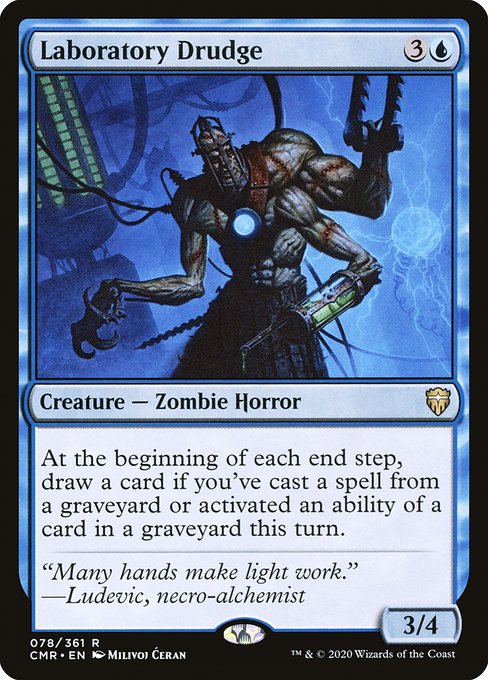 Laboratory Drudge 3
Creature — Zombie Horror
At the beginning of each end step,
draw a card if you've cast a spell from
a graveyard or activated an ability of a
card in a graveyard this turn.
“Many hands make light work.”
—Ludevic, necro-alchemist
3/4
078/361 R
CMR • EN Milivoj Ćeran
™ & © 2020 Wizards of the Coast